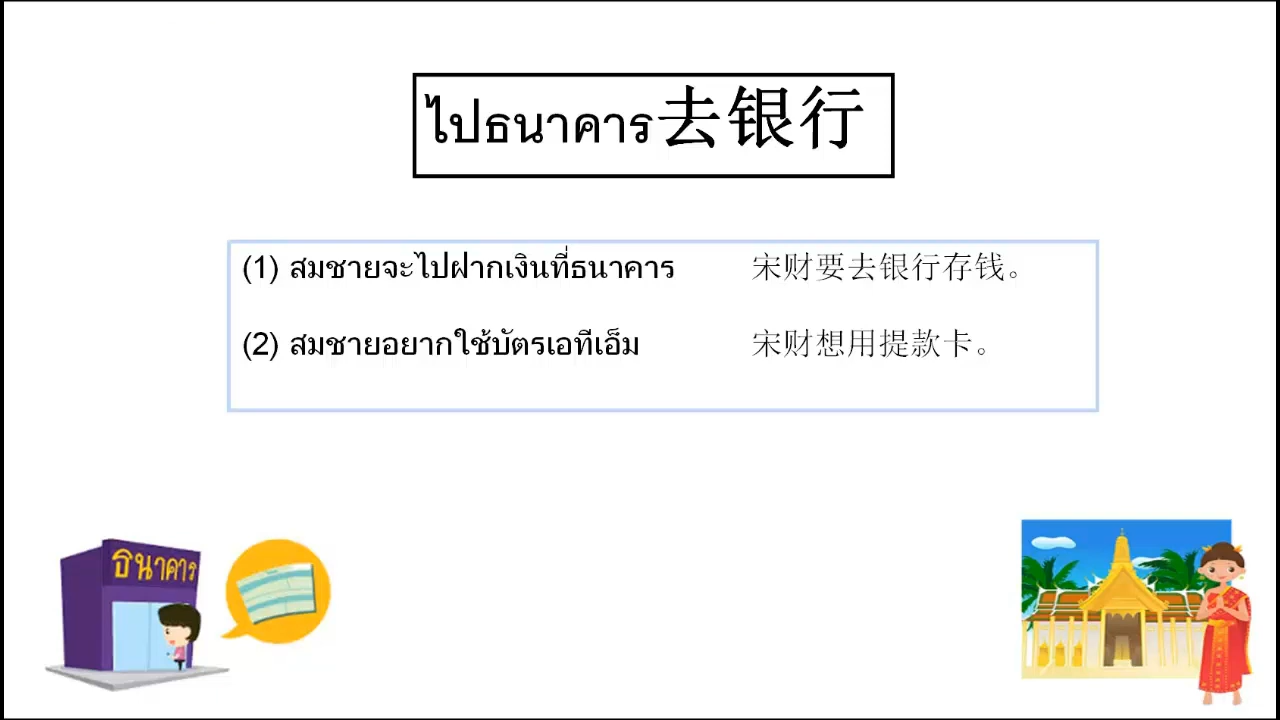 ไปธนาคาร去银行
(1) สมชายจะไปฝากเงินที่ธนาคาร 宋财要去银行存钱。
(2) สมชายอยากใช้บัตรเอทีเอ็ม 宋财想用提款卡。
ธนาคาร